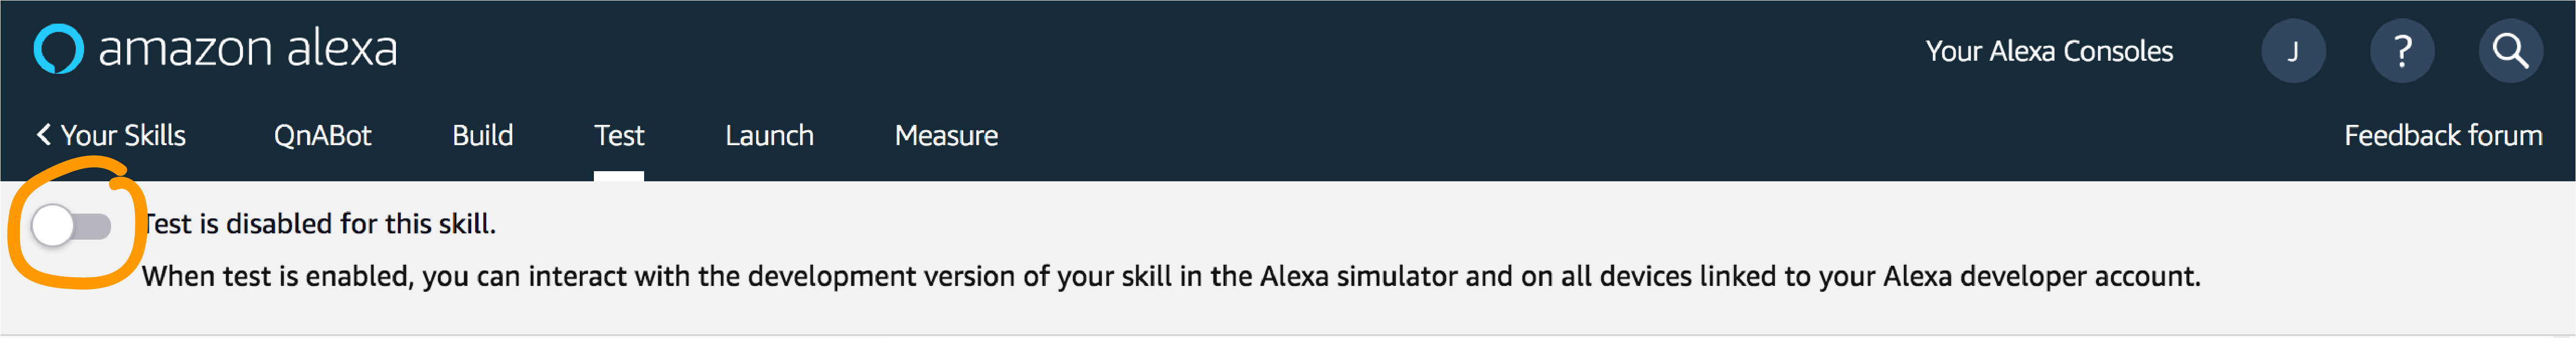 amazon alexa
Your Alexa Consoles J ?
< Your Skills QnABot Build Test Launch Measure Feedback forum
Test is disabled for this skill.
When test is enabled, you can interact with the development version of your skill in the Alexa simulator and on all devices linked to your Alexa developer account.